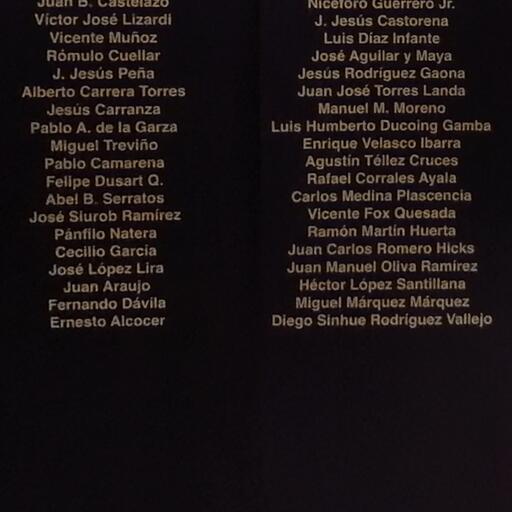 Juan B. Castelazo
Víctor José Lizardi
Vicente Muñoz
Rómulo Cuellar
J. Jesús Peña
Alberto Carrera Torres
Jesús Carranza
Pablo A. de la Garza
Miguel Treviño
Pablo Camarena
Felipe Dusart Q.
Abel B. Serratos
José Siurob Ramírez
Pánfilo Natera
Cecilio García
José López Lira
Juan Araujo
Fernando Dávila
Ernesto Alcocer
Niceforo Guerrero Jr.
J. Jesús Castorena
Luis Díaz Infante
José Aguilar y Maya
Jesús Rodríguez Gaona
Juan José Torres Landa
Manuel M. Moreno
Luis Humberto Ducoing Gamba
Enrique Velasco Ibarra
Agustín Téllez Cruces
Rafael Corrales Ayala
Carlos Medina Plascencia
Vicente Fox Quesada
Ramón Martín Huerta
Juan Carlos Romero Hicks
Juan Manuel Oliva Ramírez
Héctor López Santillana
Miguel Márquez Márquez
Diego Sinhue Rodríguez Vallejo